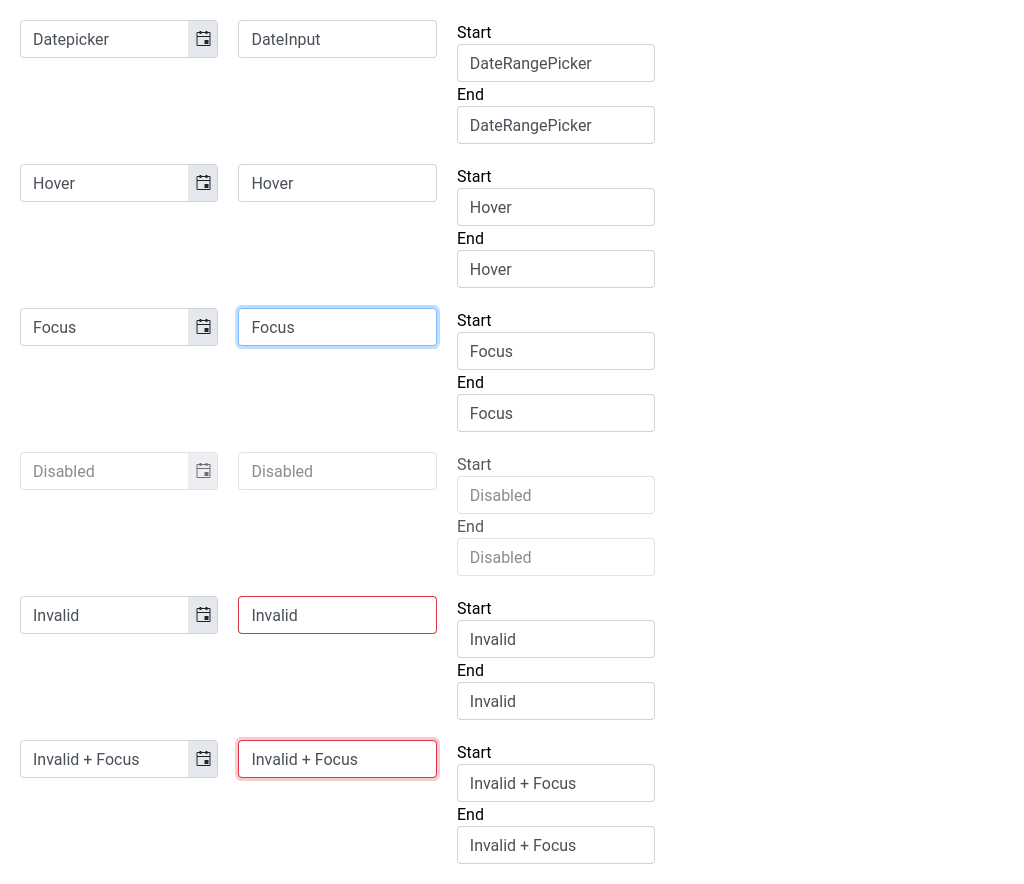 Datepicker
DateInput
Start
DateRangePicker
End
DateRangePicker
Hover
Hover
Start
Hover
End
Hover
Focus
Focus
Start
Focus
End
Focus
Disabled
Disabled
Start
Disabled
End
Disabled
Invalid
Invalid
Start
Invalid
End
Invalid
Invalid + Focus
Invalid + Focus
Start
Invalid + Focus
End
Invalid + Focus